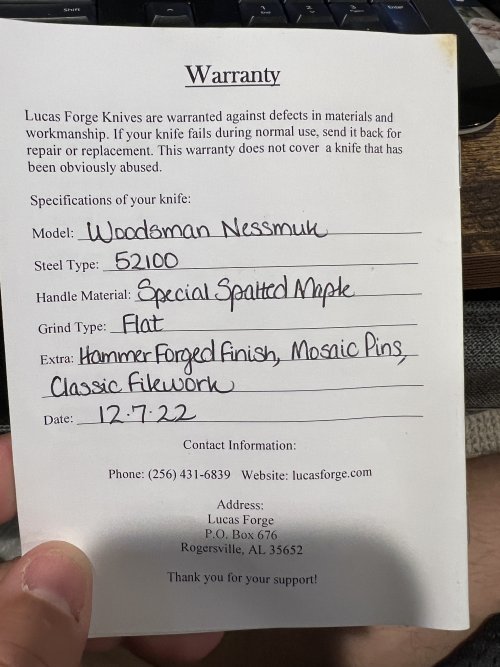 Warranty
Lucas Forge Knives are warranted against defects in materials and
workmanship. If your knife fails during normal use, send it back for
repair or replacement. This warranty does not cover a knife that has
been obviously abused.
Specifications of your knife:
Model: Woodsman Nessmuk
Steel Type: 52100
Handle Material: Special Spalted Maple
Grind Type: Flat
Extra: Hammer Forged Finish, Mosaic Pins,
Classic Filework
Date: 12.7.22
Contact Information:
Phone: (256) 431-6839 Website: lucasforge.com
Address:
Lucas Forge
P.O. Box 676
Rogersville, AL 35652
Thank you for your support!